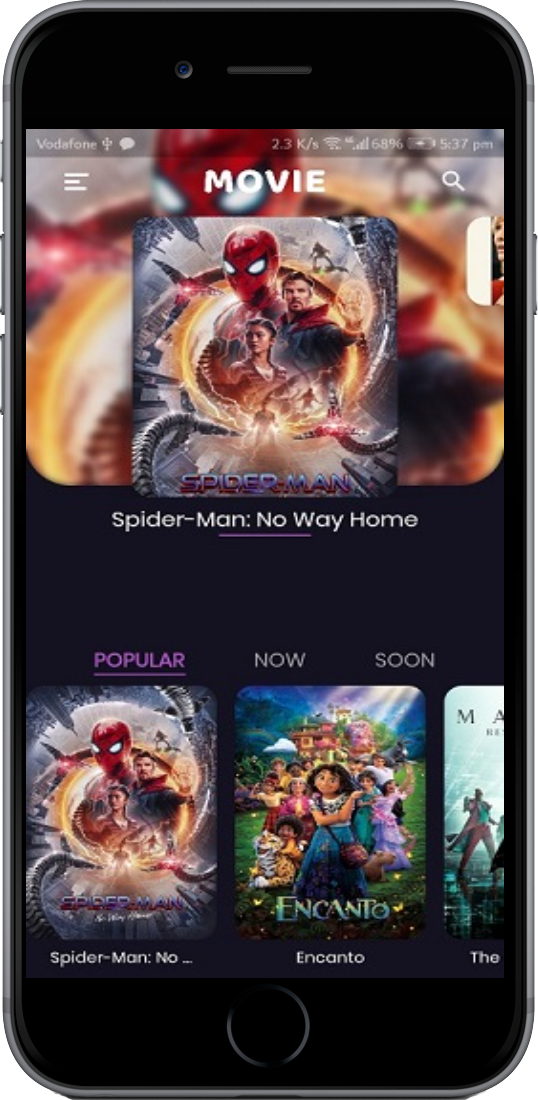 Vodafone 2.3 K/s 4G 68% 5:37 pm
MOVIE
SPIDER-MAN
Spider-Man: No Way Home
POPULAR NOW SOON
SPIDER-MAN
No Way Home
ENCANTO
M A
RE
Spider-Man: No ...
Encanto
The